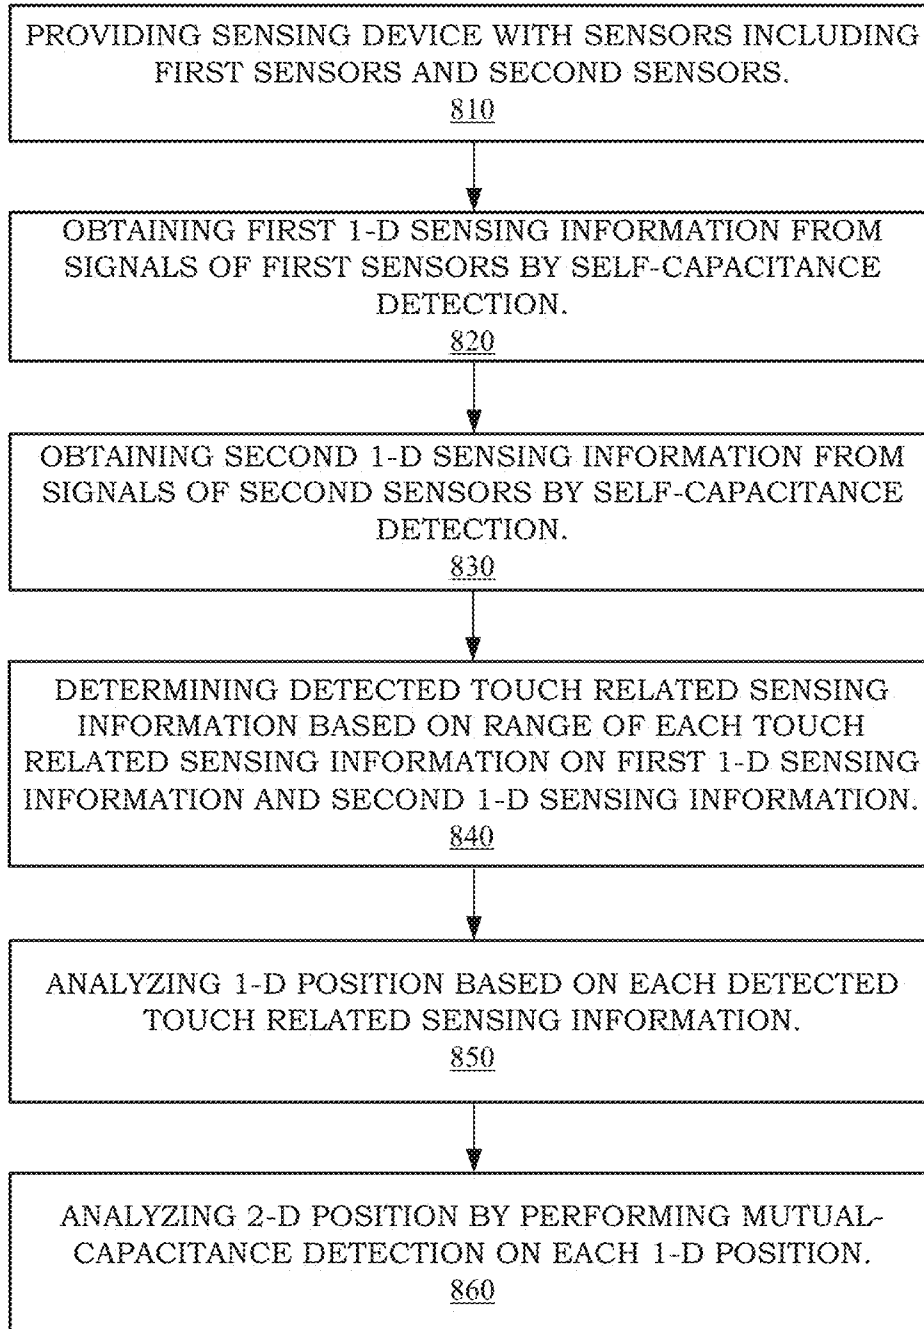 PROVIDING SENSING DEVICE WITH SENSORS INCLUDING
FIRST SENSORS AND SECOND SENSORS.
810
OBTAINING FIRST 1-D SENSING INFORMATION FROM
SIGNALS OF FIRST SENSORS BY SELF-CAPACITANCE
DETECTION.
820
OBTAINING SECOND 1-D SENSING INFORMATION FROM
SIGNALS OF SECOND SENSORS BY SELF-CAPACITANCE
DETECTION.
830
DETERMINING DETECTED TOUCH RELATED SENSING
INFORMATION BASED ON RANGE OF EACH TOUCH
RELATED SENSING INFORMATION ON FIRST 1-D SENSING
INFORMATION AND SECOND 1-D SENSING INFORMATION.
840
ANALYZING 1-D POSITION BASED ON EACH DETECTED
TOUCH RELATED SENSING INFORMATION.
850
ANALYZING 2-D POSITION BY PERFORMING MUTUAL-
CAPACITANCE DETECTION ON EACH 1-D POSITION.
860